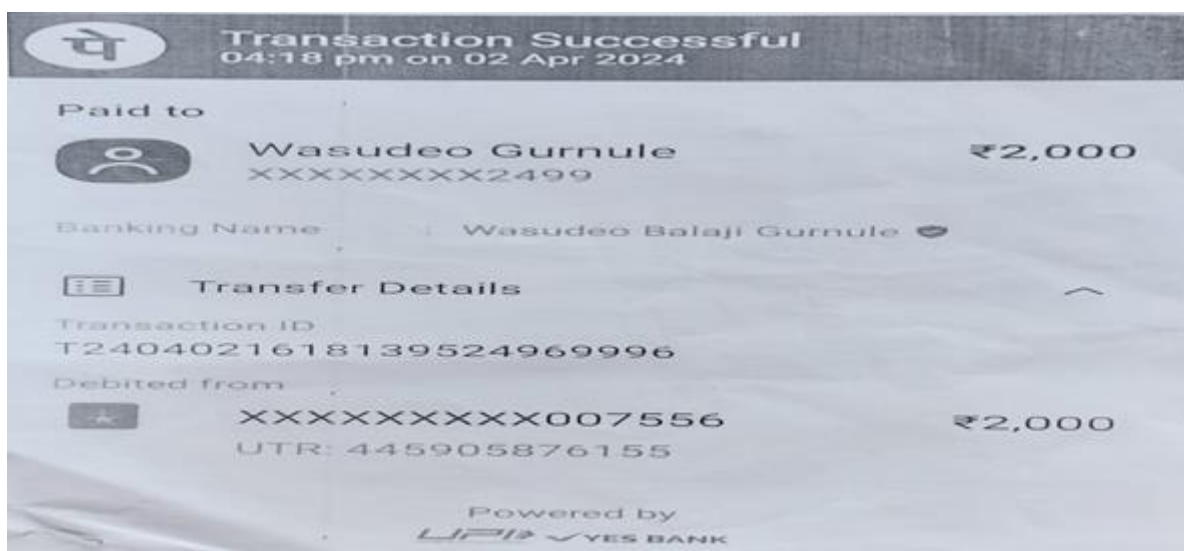 पे
Transaction Successful
04:18 pm on 02 Apr 2024
Paid to
Wasudeo Gurnule ₹2,000
XXXXXXXX2499
Banking Name : Wasudeo Balaji Gurnule
Transfer Details
Transaction ID
T2404021618139524969996
Debited from
XXXXXXXXX007556 ₹2,000
UTR: 445905876155
Powered by
UPI YES BANK